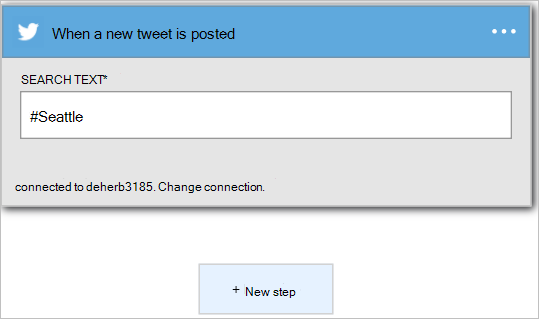 When a new tweet is posted
SEARCH TEXT*
#Seattle
connected to deherb3185. Change connection.
+ New step